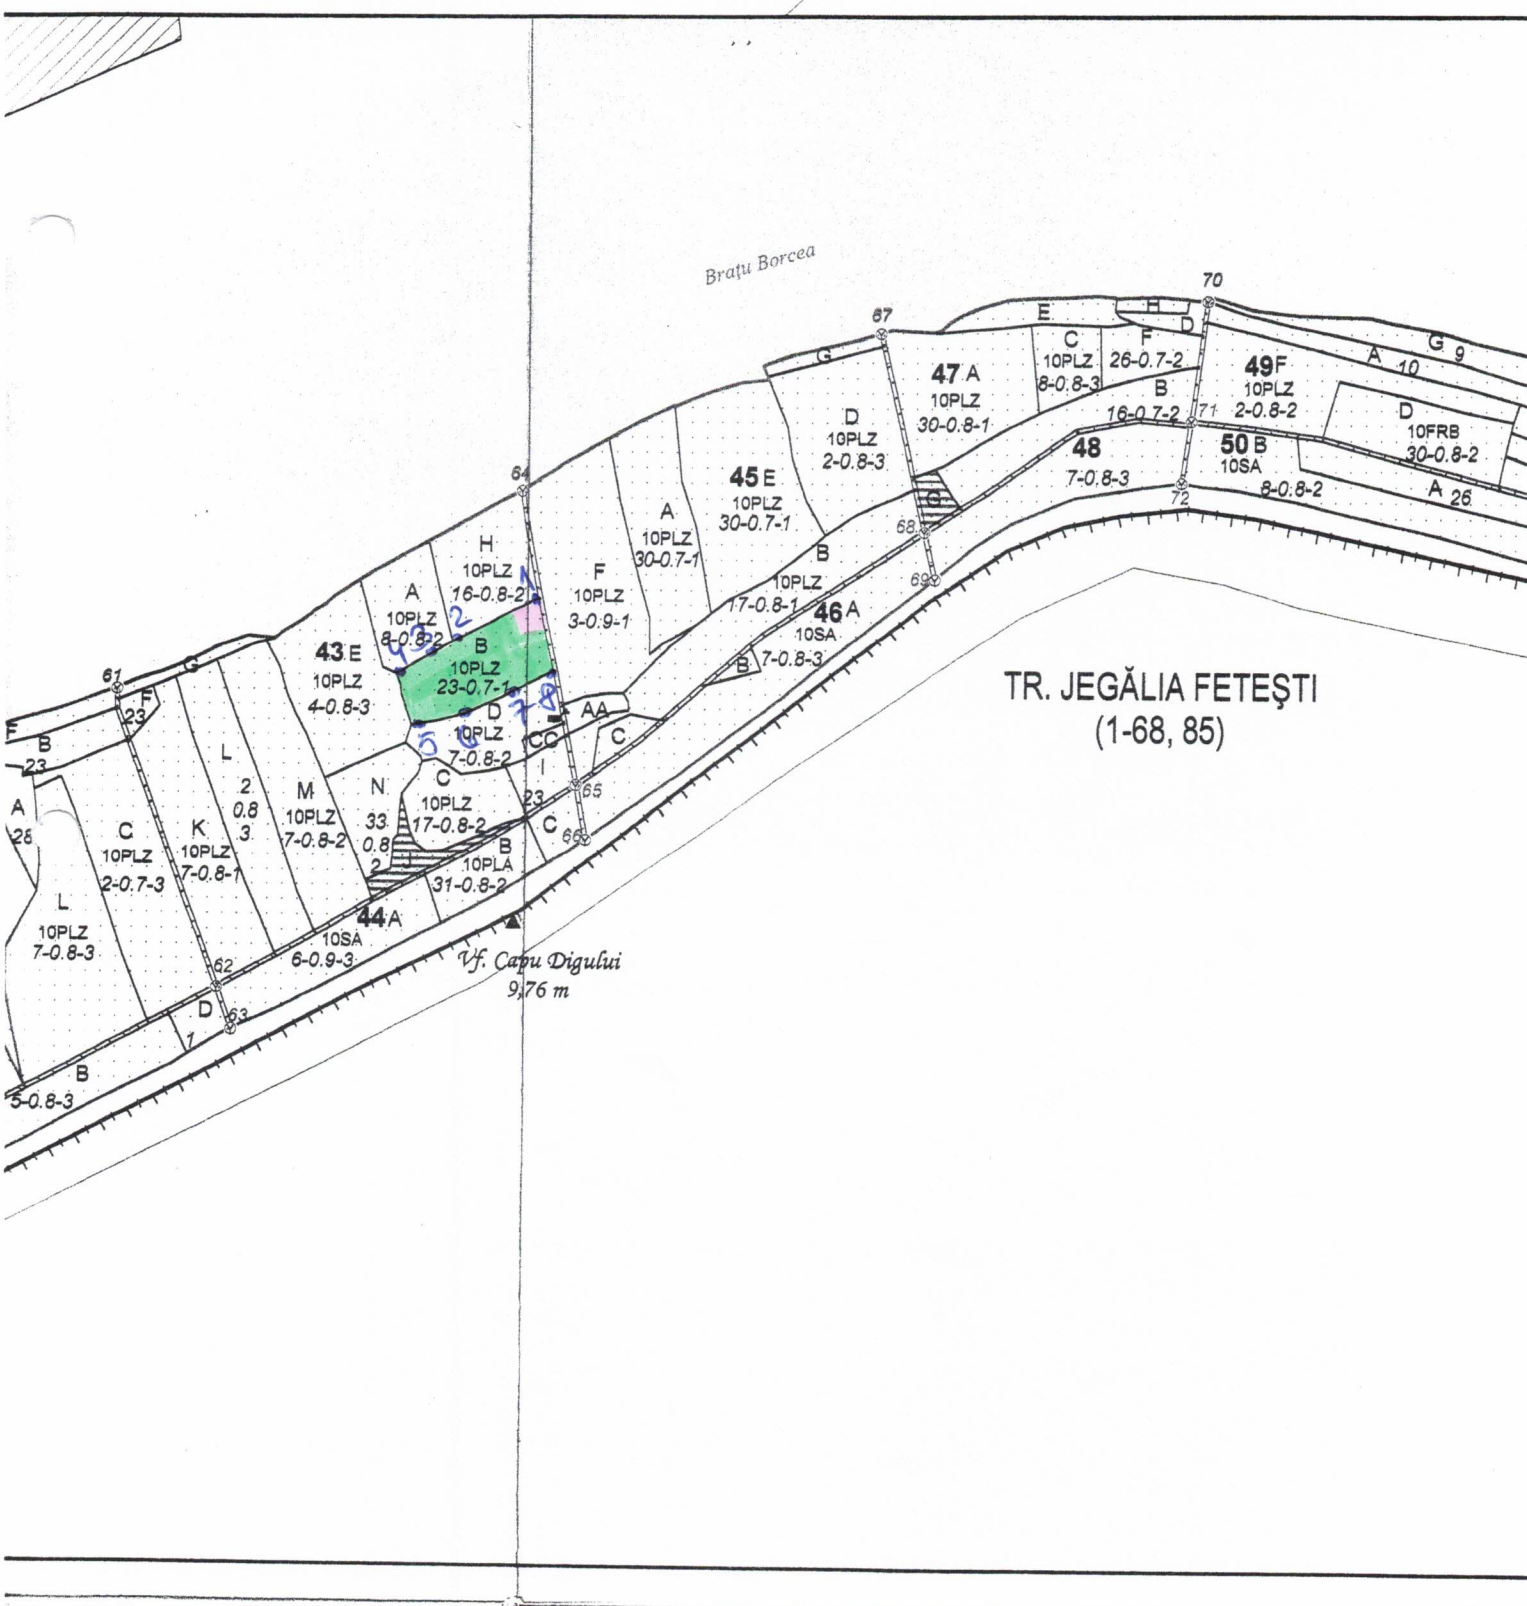 Brațu Borcea
70
67
E
H
D
G
G 9
A 10
C
10PLZ
8-0.8-3
F
26-0.7-2
47 A
10PLZ
30-0.8-1
49F
10PLZ
2-0.8-2
B
16-0.7-2
71
D
10FRB
30-0.8-2
D
10PLZ
2-0.8-3
48
7-0.8-3
50 B
10SA
8-0.8-2
72
A 26
64
45 E
10PLZ
30-0.7-1
G
A
10PLZ
30-0.7-1
68
B
10PLZ
17-0.8-1
69
H
10PLZ
16-0.8-2
1
F
10PLZ
3-0.9-1
A
10PLZ
8-0.8-2
2
3
4
46 A
10SA
7-0.8-3
B
43 E
10PLZ
4-0.8-3
B
10PLZ
23-0.7-1
8
7
6
5
61
G
F
23
TR. JEGĂLIA FETEȘTI
(1-68, 85)
D
10PLZ
7-0.8-2
AA
CC
C
F
B
23
L
2
0.8
3
I
23
65
M
10PLZ
7-0.8-2
N
33
0.8
2
C
10PLZ
17-0.8-2
A
28
C
10PLZ
2-0.7-3
K
10PLZ
7-0.8-1
J
C
66
B
10PLA
31-0.8-2
L
10PLZ
7-0.8-3
44 A
10SA
6-0.9-3
Vf. Capu Digului
9,76 m
62
D
63
1
B
5-0.8-3